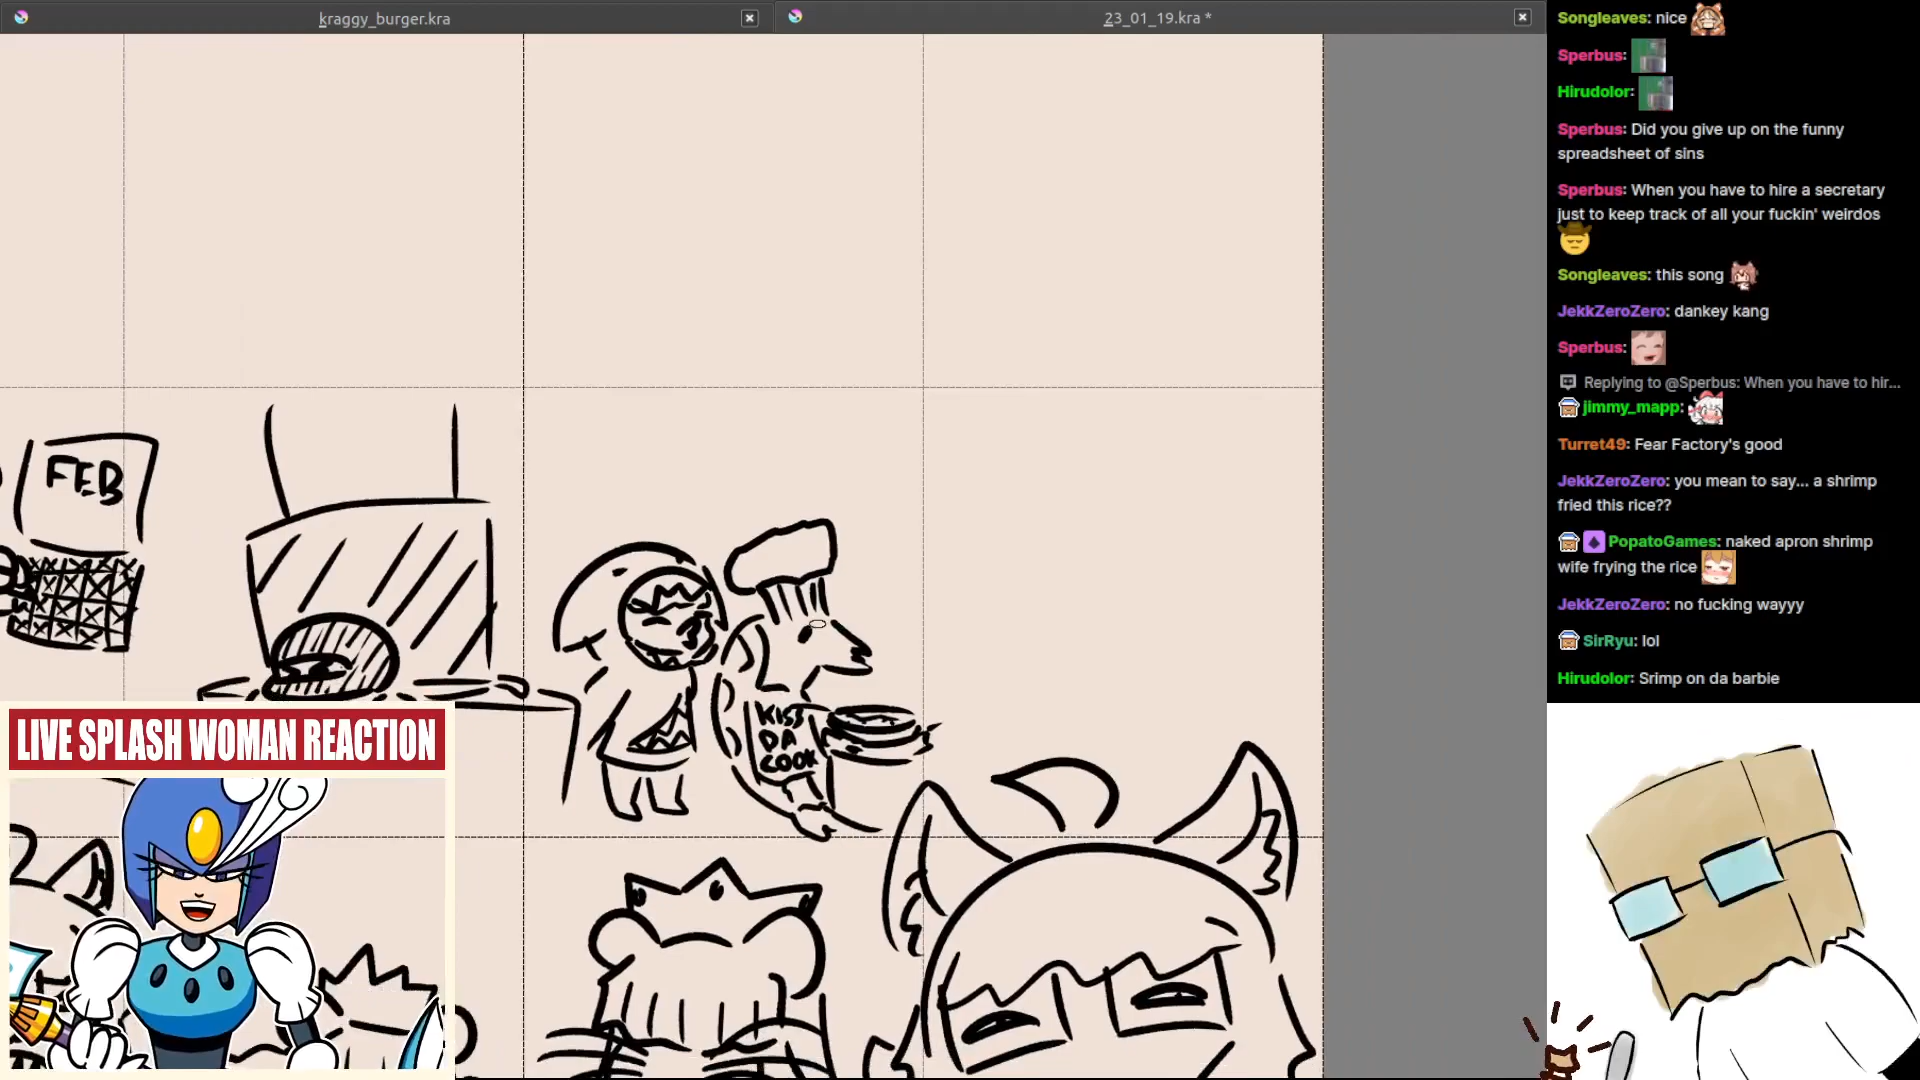 kraggy_burger.kra
23_01_19.kra *
Songleaves: nice
Sperbus:
Hirudolor:
Sperbus: Did you give up on the funny
spreadsheet of sins
Sperbus: When you have to hire a secretary
just to keep track of all your fuckin' weirdos
Songleaves: this song
JekkZeroZero: dankey kang
Sperbus:
Replying to @Sperbus: When you have to hir...
jimmy_mapp:
Turret49: Fear Factory's good
JekkZeroZero: you mean to say... a shrimp
fried this rice??
PopatoGames: naked apron shrimp
wife frying the rice
JekkZeroZero: no fucking wayyy
SirRyu: lol
Hirudolor: Srimp on da barbie
FEB
KISS
DA
COOK
LIVE SPLASH WOMAN REACTION